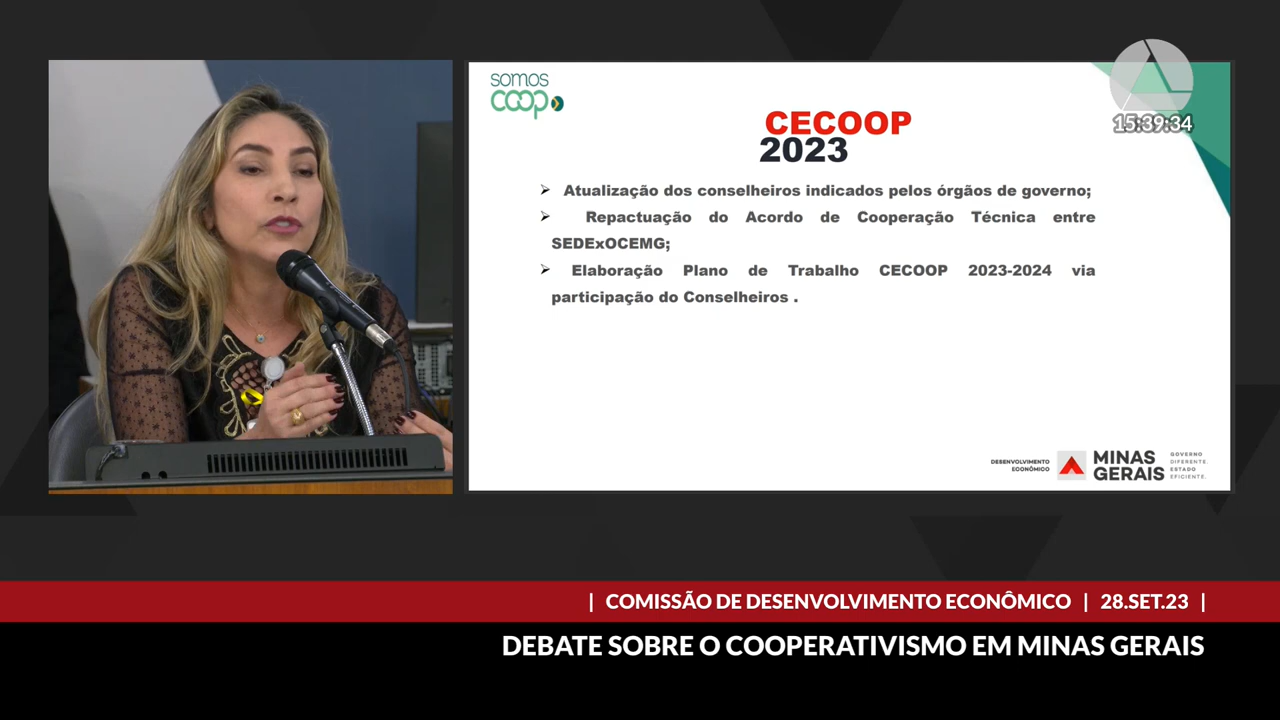 somos
coop
15:39:34
CECOOP
2023
➢ Atualização dos conselheiros indicados pelos órgãos de governo;
➢ Repactuação do Acordo de Cooperação Técnica entre
SEDExOCEMG;
➢ Elaboração Plano de Trabalho CECOOP 2023-2024 via
participação do Conselheiros .
DESENVOLVIMENTO
ECONÔMICO
MINAS
GERAIS
GOVERNO
DIFERENTE.
ESTADO
EFICIENTE.
| COMISSÃO DE DESENVOLVIMENTO ECONÔMICO | 28.SET.23 |
DEBATE SOBRE O COOPERATIVISMO EM MINAS GERAIS